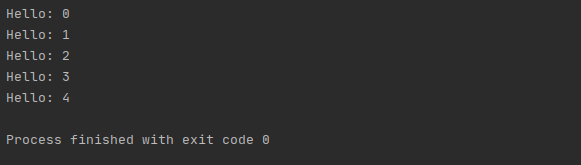 Hello: 0
Hello: 1
Hello: 2
Hello: 3
Hello: 4
Process finished with exit code 0